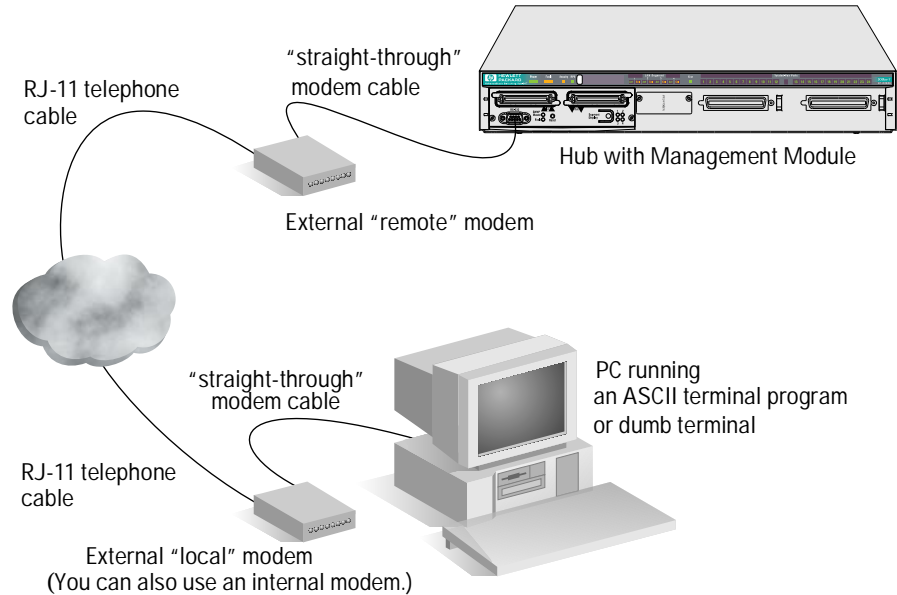 "straight-through"
modem cable
RJ-11 telephone
cable
HEWLETT
PACKARD
Hub with Management Module
External "remote" modem
"straight-through"
modem cable
PC running
an ASCII terminal program
or dumb terminal
RJ-11 telephone
cable
External "local" modem
(You can also use an internal modem.)